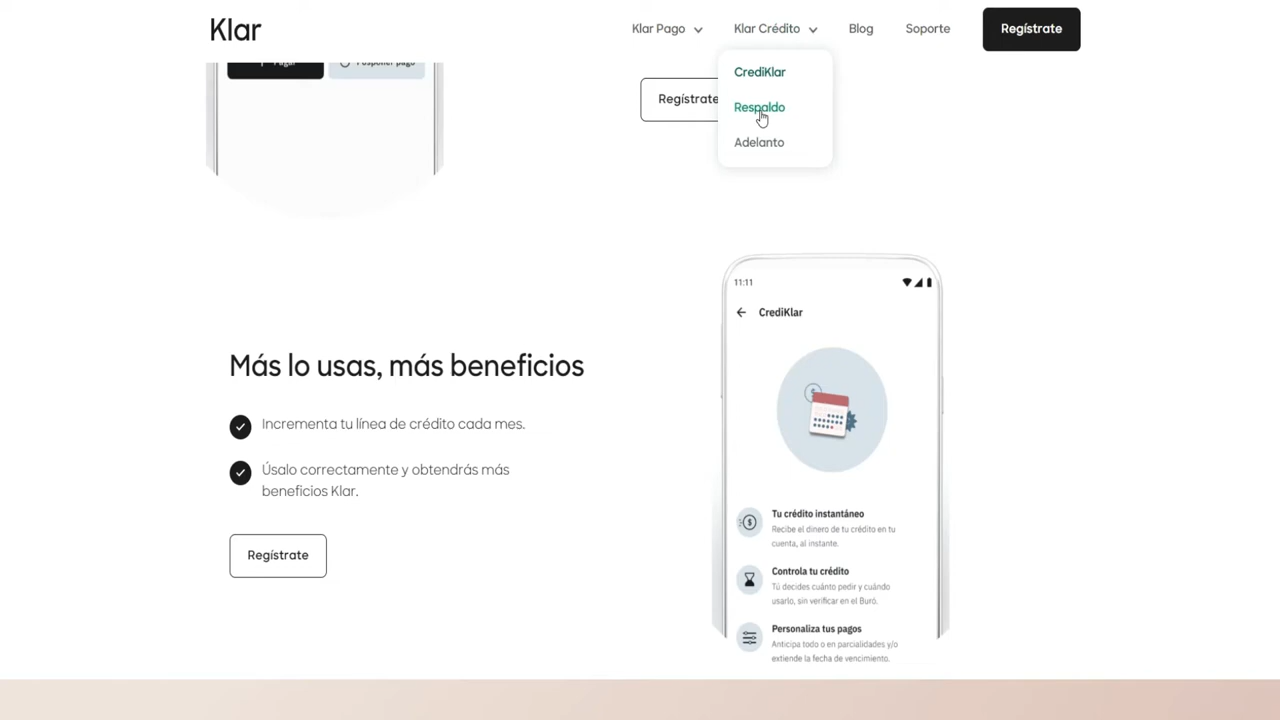 Klar
Klar Pago
Klar Crédito
Blog
Soporte
Regístrate
CrediKlar
Respaldo
Adelanto
Pagar
Posponer pago
Regístrate
Más lo usas, más beneficios
Incrementa tu línea de crédito cada mes.
Úsalo correctamente y obtendrás más
beneficios Klar.
Regístrate
11:11
CrediKlar
Tu crédito instantáneo
Recibe el dinero de tu crédito en tu
cuenta, al instante.
Controla tu crédito
Tú decides cuánto pedir y cuándo
usarlo, sin verificar en el Buró.
Personaliza tus pagos
Anticipa todo o en parcialidades y/o
extiende la fecha de vencimiento.